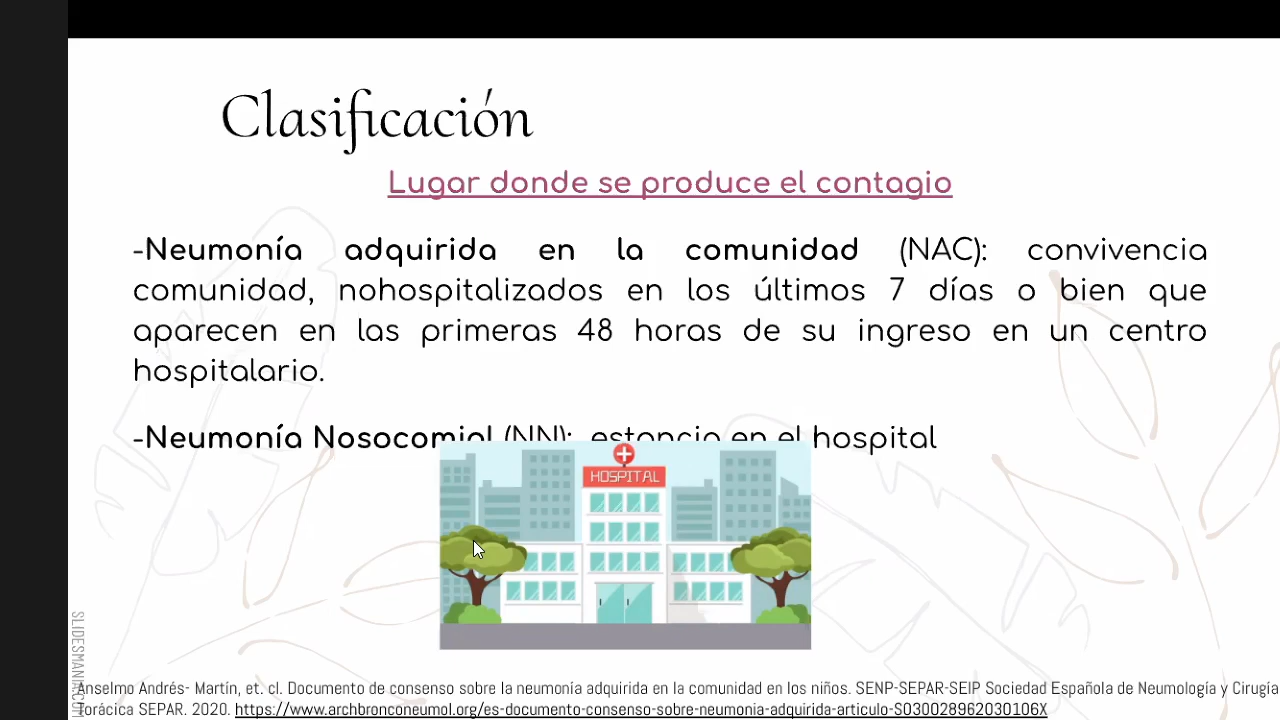 Clasificación
Lugar donde se produce el contagio
-Neumonía adquirida en la comunidad (NAC): convivencia
comunidad, nohospitalizados en los últimos 7 días o bien que
aparecen en las primeras 48 horas de su ingreso en un centro
hospitalario.
-Neumonía Nosocomial (NN): estancia en el hospital
HOSPITAL
SLIDESMANIA.COM
Anselmo Andrés- Martín, et. cl. Documento de consenso sobre la neumonía adquirida en la comunidad en los niños. SENP-SEPAR-SEIP Sociedad Española de Neumología y Cirugía
Torácica SEPAR. 2020. https://www.archbronconeumol.org/es-documento-consenso-sobre-neumonia-adquirida-articulo-S030028962030106X